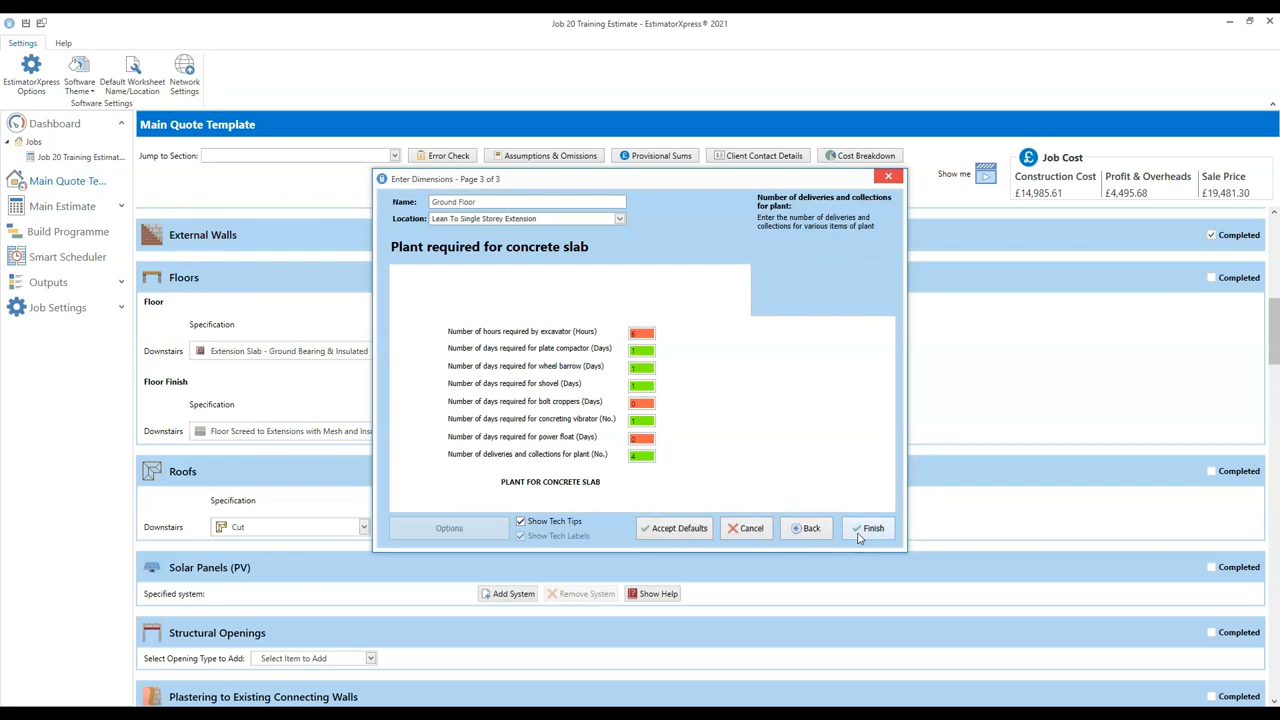 Job 20 Training Estimate - EstimatorXpress® 2021
Settings
Help
EstimatorXpress Options
Software Theme
Default Worksheet Name/Location
Network Settings
Software Settings
Dashboard
Jobs
Job 20 Training Estimat...
Main Quote Te...
Main Estimate
Build Programme
Smart Scheduler
Outputs
Job Settings
Main Quote Template
Jump to Section:
Error Check
Assumptions & Omissions
Provisional Sums
Client Contact Details
Cost Breakdown
Show me
Job Cost
Construction Cost
Profit & Overheads
Sale Price
£14,985.61
£4,495.68
£19,481.30
External Walls
Completed
Floors
Completed
Floor
Specification
Downstairs
Extension Slab - Ground Bearing & Insulated
Floor Finish
Specification
Downstairs
Floor Screed to Extensions with Mesh and Insu
Roofs
Completed
Specification
Downstairs
Cut
Solar Panels (PV)
Completed
Specified system:
Add System
Remove System
Show Help
Structural Openings
Completed
Select Opening Type to Add:
Select Item to Add
Plastering to Existing Connecting Walls
Completed
Enter Dimensions - Page 3 of 3
Name:
Ground Floor
Location:
Lean To Single Storey Extension
Number of deliveries and collections
for plant:
Enter the number of deliveries and
collections for various items of plant
Plant required for concrete slab
Number of hours required by excavator (Hours) 6
Number of days required for plate compactor (Days) 1
Number of days required for wheel barrow (Days) 1
Number of days required for shovel (Days) 1
Number of days required for bolt croppers (Days) 0
Number of days required for concreting vibrator (No.) 1
Number of days required for power float (Days) 0
Number of deliveries and collections for plant (No.) 4
PLANT FOR CONCRETE SLAB
Options
Show Tech Tips
Show Tech Labels
Accept Defaults
Cancel
Back
Finish